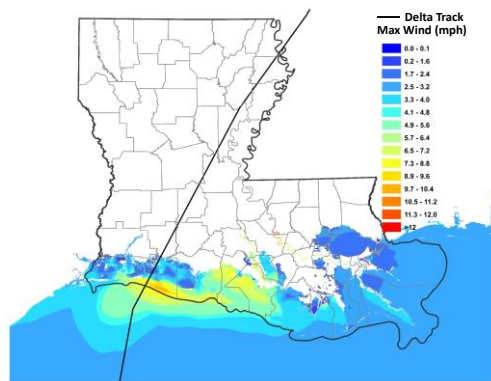 Delta Track
Max Wind (mph)
0.0 - 0.1
0.2 - 1.6
1.7 - 2.4
2.5 - 3.2
3.3 - 4.0
4.1 - 4.8
4.9 - 5.6
5.7 - 6.4
6.5 - 7.2
7.3 - 8.8
8.9 - 9.6
9.7 - 10.4
10.5 - 11.2
11.3 - 12.0
>12